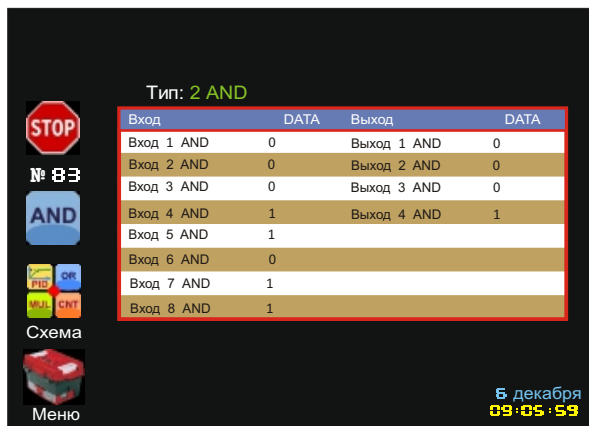 Тип: 2 AND
STOP
№ 83
AND
PID OR
MUL CNT
Схема
Меню
Вход DATA Выход DATA
Вход 1 AND 0 Выход 1 AND 0
Вход 2 AND 0 Выход 2 AND 0
Вход 3 AND 0 Выход 3 AND 0
Вход 4 AND 1 Выход 4 AND 1
Вход 5 AND 1
Вход 6 AND 0
Вход 7 AND 1
Вход 8 AND 1
6 декабря
09:05:59